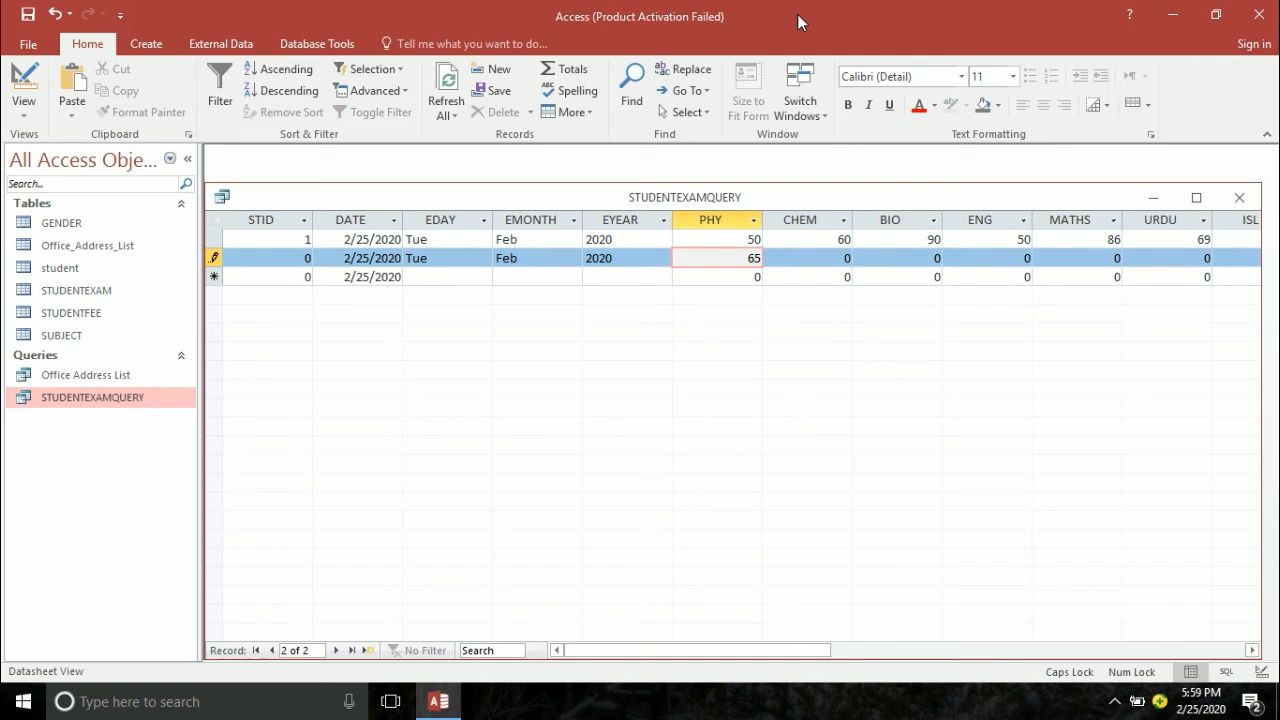 Access (Product Activation Failed)
?
File Home Create External Data Database Tools Tell me what you want to do... Sign in
View
Views
Paste
Cut
Copy
Format Painter
Clipboard
Filter
Ascending
Descending
Remove Sort
Selection
Advanced
Toggle Filter
Sort & Filter
Refresh
All
New
Save
Delete
Totals
Spelling
More
Records
Find
Replace
Go To
Select
Find
Size to
Fit Form
Switch
Windows
Window
Calibri (Detail) 11
B I U A
Text Formatting
All Access Obje...
Search...
Tables
GENDER
Office_Address_List
student
STUDENTEXAM
STUDENTFEE
SUBJECT
Queries
Office Address List
STUDENTEXAMQUERY
STUDENTEXAMQUERY
STID DATE EDAY EMONTH EYEAR PHY CHEM BIO ENG MATHS URDU ISL
1 2/25/2020 Tue Feb 2020 50 60 90 50 86 69
0 2/25/2020 Tue Feb 2020 65 0 0 0 0 0
0 2/25/2020 0 0 0 0 0 0
Record: 2 of 2 No Filter Search
Datasheet View Caps Lock Num Lock SQL
Type here to search
5:59 PM
2/25/2020
2